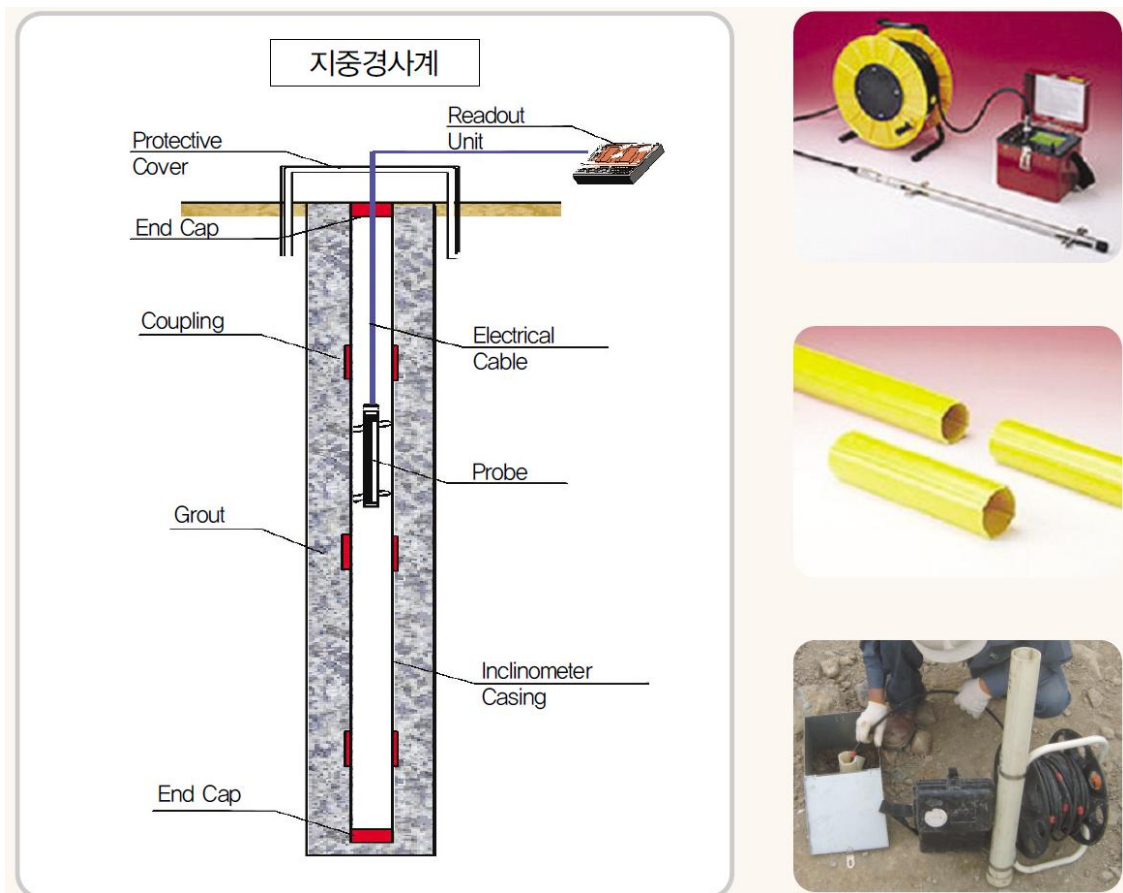 지중경사계
Readout
Unit
Protective
Cover
End Cap
Coupling
Electrical
Cable
Probe
Grout
Inclinometer
Casing
End Cap